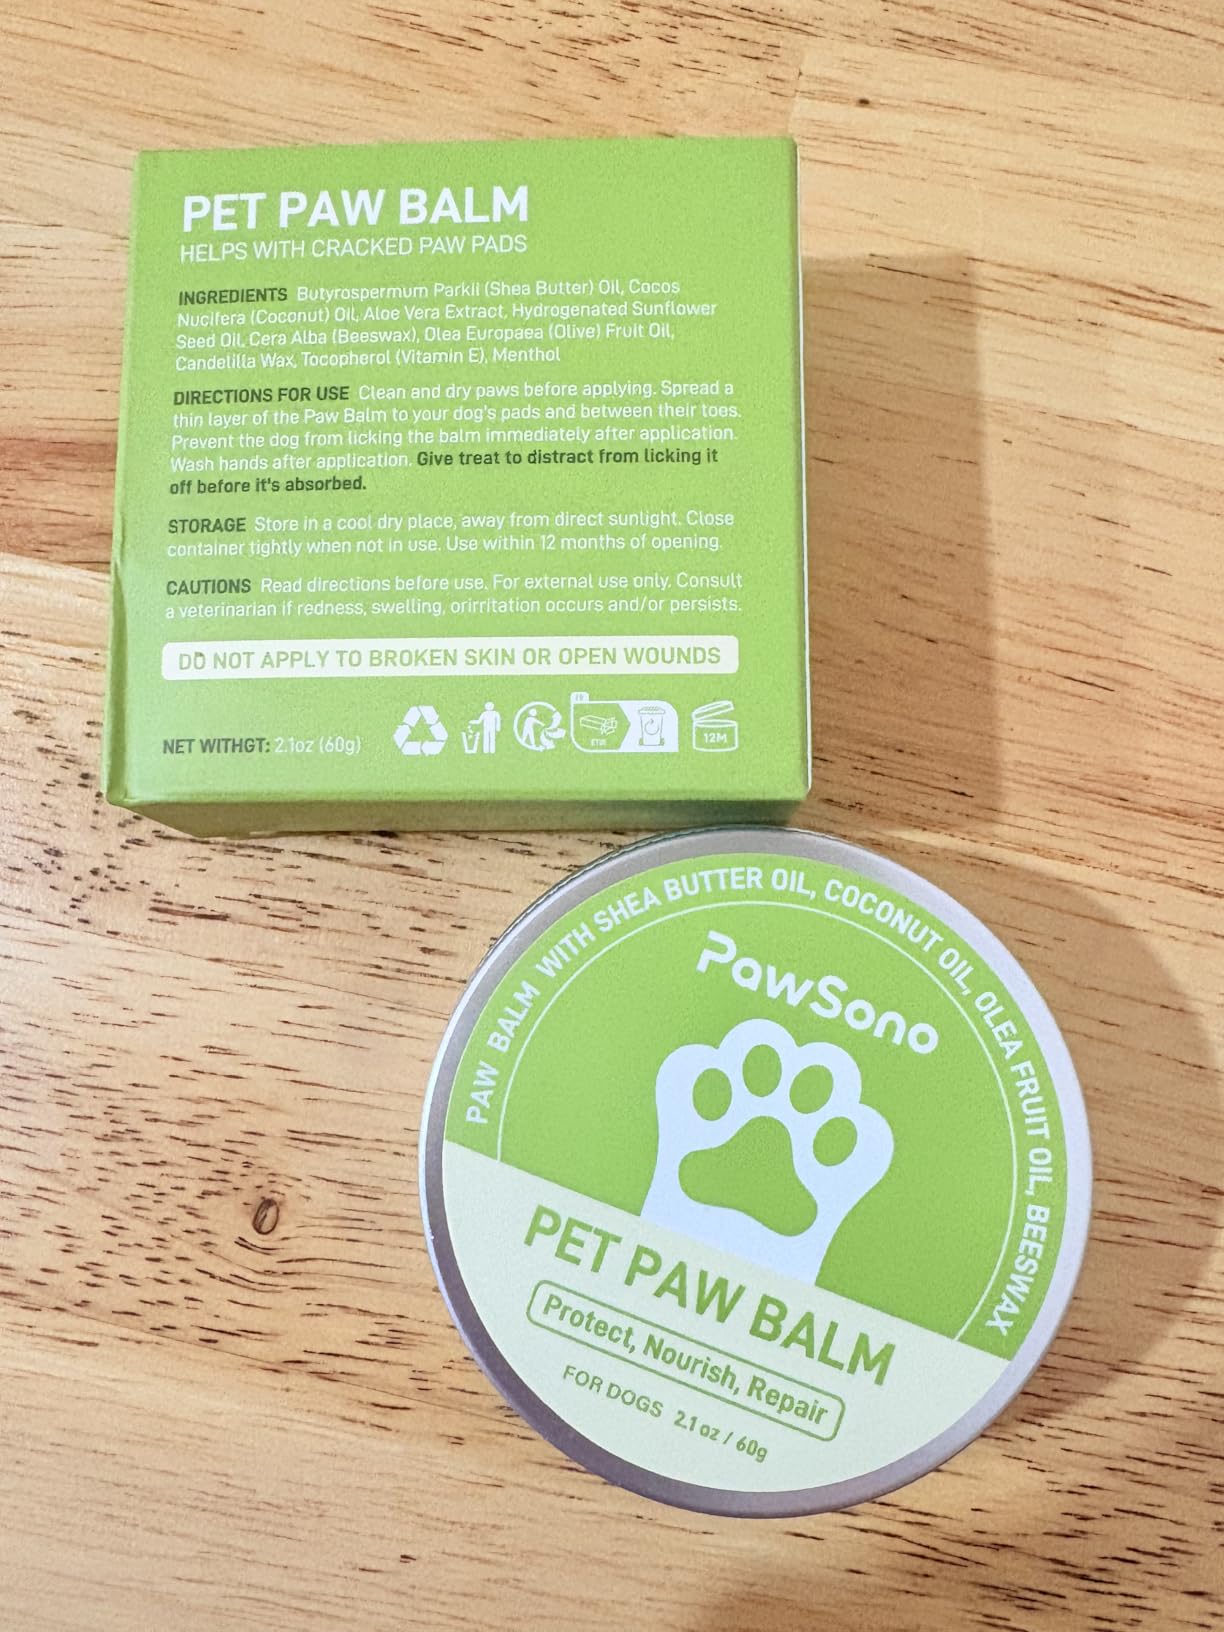 PET PAW BALM
HELPS WITH CRACKED PAW PADS
INGREDIENTS Butyrospermum Parkii (Shea Butter) Oil, Cocos
Nucifera (Coconut) Oil, Aloe Vera Extract, Hydrogenated Sunflower
Seed Oil, Cera Alba (Beeswax), Olea Europaea (Olive) Fruit Oil,
Candelilla Wax, Tocopherol (Vitamin E), Menthol
DIRECTIONS FOR USE Clean and dry paws before applying. Spread a
thin layer of the Paw Balm to your dog's pads and between their toes.
Prevent the dog from licking the balm immediately after application.
Wash hands after application. Give treat to distract from licking it
off before it's absorbed.
STORAGE Store in a cool dry place, away from direct sunlight. Close
container tightly when not in use. Use within 12 months of opening.
CAUTIONS Read directions before use. For external use only. Consult
a veterinarian if redness, swelling, orirritation occurs and/or persists.
DO NOT APPLY TO BROKEN SKIN OR OPEN WOUNDS
NET WITHGT: 2.1oz (60g)
12M
PAW BALM WITH SHEA BUTTER OIL, COCONUT OIL, OLEA FRUIT OIL, BEESWAX
PawSono
PET PAW BALM
Protect, Nourish, Repair
FOR DOGS 2.1 oz / 60g